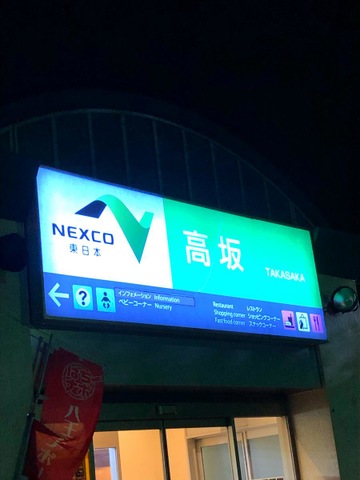 NEXCO
東日本
高坂
TAKASAKA
インフォメーション Information
ベビーコーナー Nursery
Restaurant レストラン
Shopping corner ショッピングコーナー
Fast food corner スナックコーナー
?